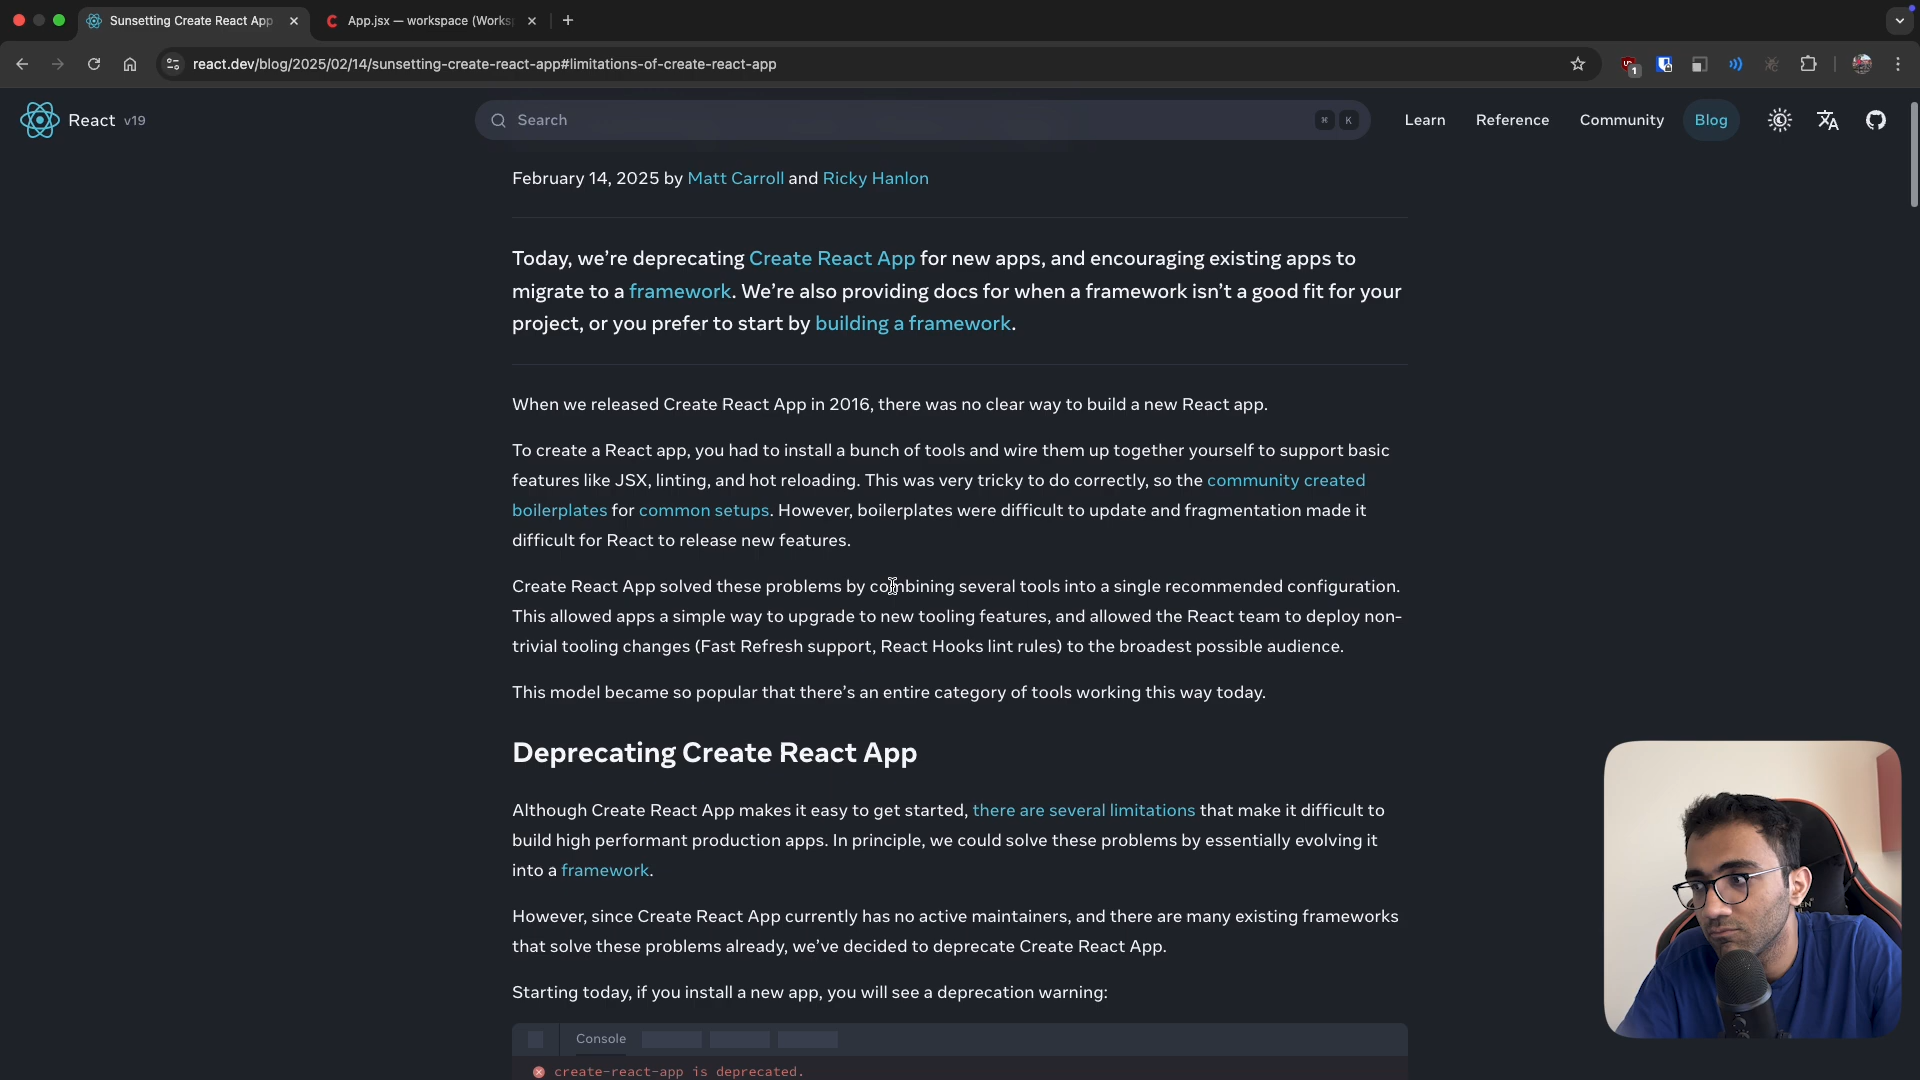 Sunsetting Create React App
App.jsx — workspace (Works
react.dev/blog/2025/02/14/sunsetting-create-react-app#limitations-of-create-react-app
1
React v19
Search
⌘ K
Learn
Reference
Community
Blog
February 14, 2025 by Matt Carroll and Ricky Hanlon
Today, we’re deprecating Create React App for new apps, and encouraging existing apps to
migrate to a framework. We’re also providing docs for when a framework isn’t a good fit for your
project, or you prefer to start by building a framework.
When we released Create React App in 2016, there was no clear way to build a new React app.
To create a React app, you had to install a bunch of tools and wire them up together yourself to support basic
features like JSX, linting, and hot reloading. This was very tricky to do correctly, so the community created
boilerplates for common setups. However, boilerplates were difficult to update and fragmentation made it
difficult for React to release new features.
Create React App solved these problems by combining several tools into a single recommended configuration.
This allowed apps a simple way to upgrade to new tooling features, and allowed the React team to deploy non-
trivial tooling changes (Fast Refresh support, React Hooks lint rules) to the broadest possible audience.
This model became so popular that there’s an entire category of tools working this way today.
Deprecating Create React App
Although Create React App makes it easy to get started, there are several limitations that make it difficult to
build high performant production apps. In principle, we could solve these problems by essentially evolving it
into a framework.
However, since Create React App currently has no active maintainers, and there are many existing frameworks
that solve these problems already, we’ve decided to deprecate Create React App.
Starting today, if you install a new app, you will see a deprecation warning:
Console
create-react-app is deprecated.